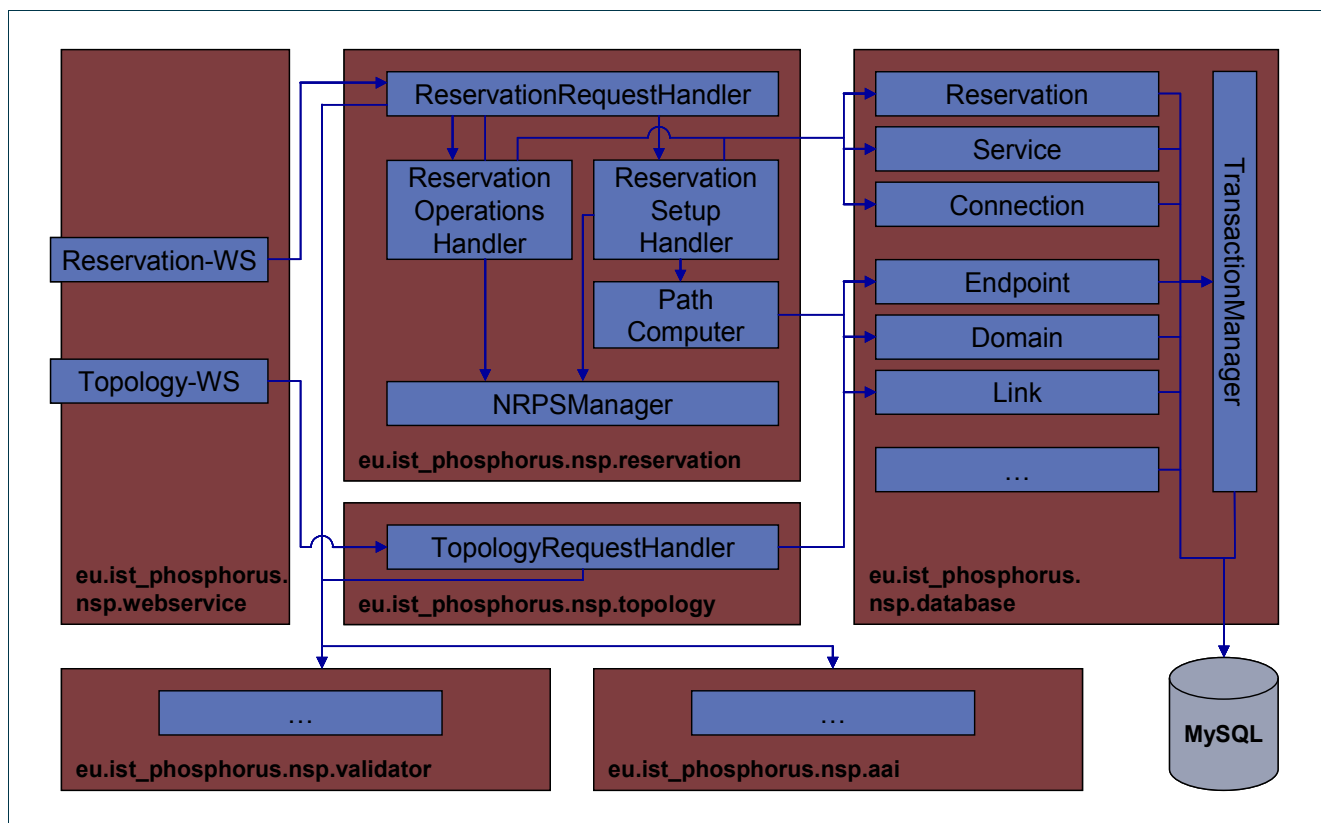 Reservation-WS
Topology-WS
eu.ist_phosphorus.
nsp.webservice
ReservationRequestHandler
Reservation
Operations
Handler
Reservation
Setup
Handler
Path
Computer
NRPSManager
eu.ist_phosphorus.nsp.reservation
TopologyRequestHandler
eu.ist_phosphorus.nsp.topology
Reservation
Service
Connection
Endpoint
Domain
Link
...
TransactionManager
eu.ist_phosphorus.
nsp.database
...
eu.ist_phosphorus.nsp.validator
...
eu.ist_phosphorus.nsp.aai
MySQL